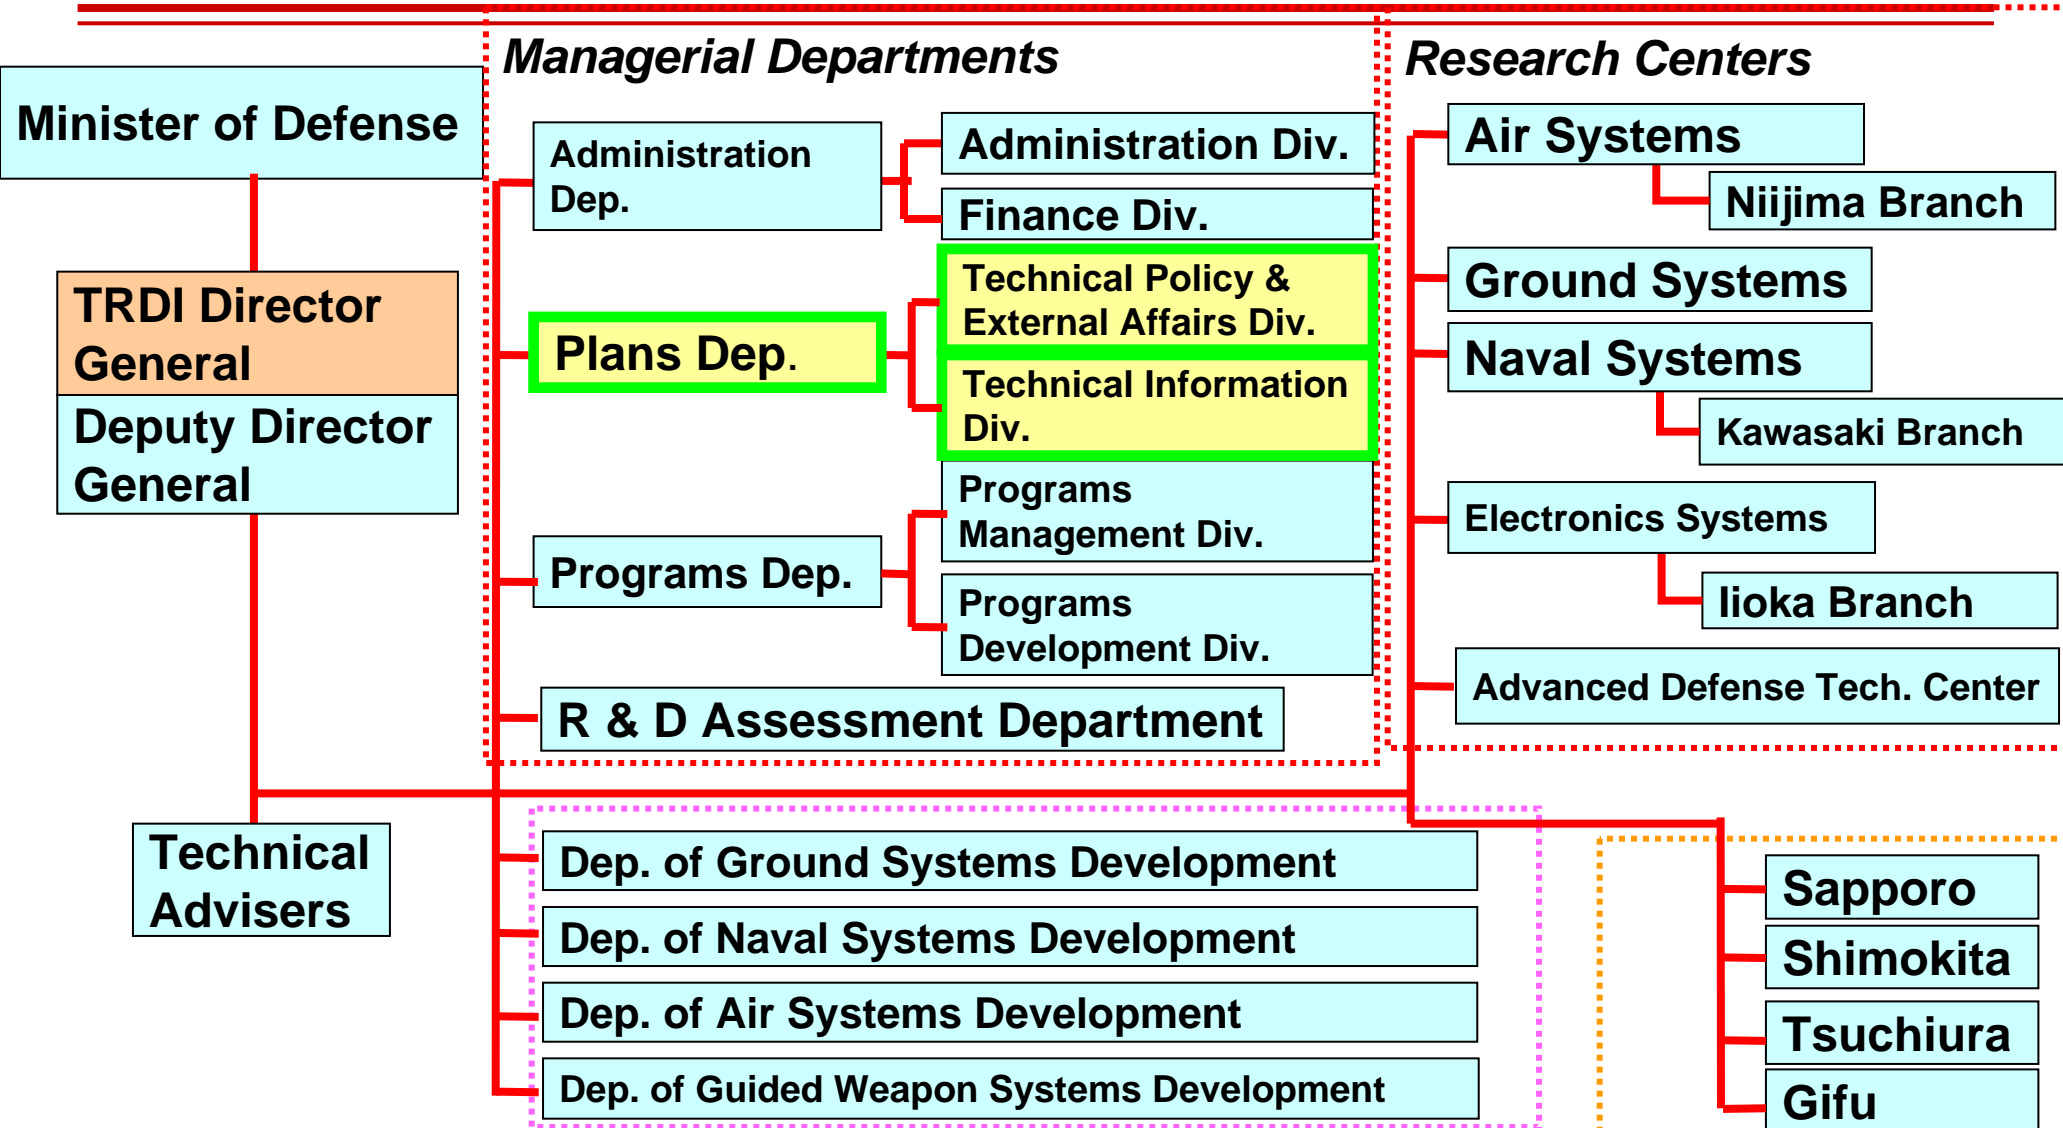 Managerial Departments
Research Centers
Minister of Defense
TRDI Director
General
Deputy Director
General
Technical
Advisers
Administration
Dep.
Administration Div.
Finance Div.
Plans Dep.
Technical Policy &
External Affairs Div.
Technical Information
Div.
Programs Dep.
Programs
Management Div.
Programs
Development Div.
R & D Assessment Department
Dep. of Ground Systems Development
Dep. of Naval Systems Development
Dep. of Air Systems Development
Dep. of Guided Weapon Systems Development
Air Systems
Niijima Branch
Ground Systems
Naval Systems
Kawasaki Branch
Electronics Systems
Iioka Branch
Advanced Defense Tech. Center
Sapporo
Shimokita
Tsuchiura
Gifu